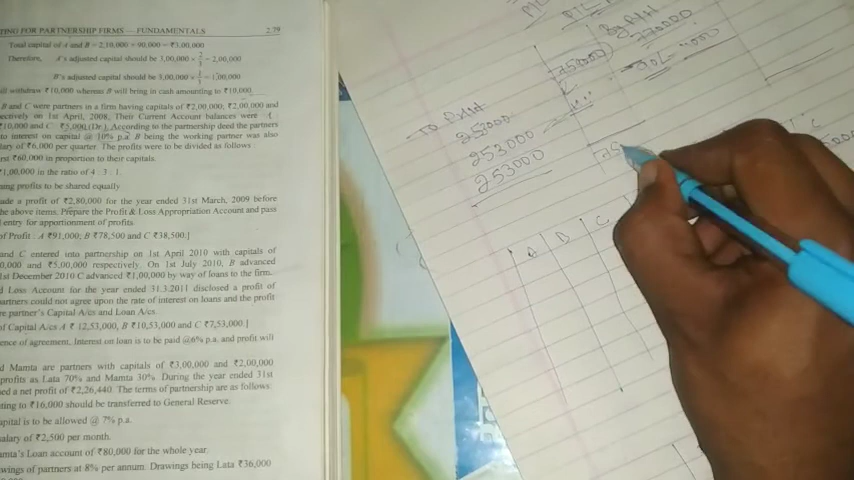 TING FOR PARTNERSHIP FIRMS — FUNDAMENTALS 2.79
Total capital of A and B = 2,10,000 + 90,000 = ₹3,00,000
Therefore, A's adjusted capital should be 3,00,000 × 2/3 = 2,00,000
B's adjusted capital should be 3,00,000 × 1/3 = 1,00,000
ill withdraw ₹10,000 whereas B will bring in cash amounting to ₹10,000.
B and C were partners in a firm having capitals of ₹2,00,000; ₹2,00,000 and
ectively on 1st April, 2008. Their Current Account balances were
₹10,000 and C : ₹5,000 (Dr.). According to the partnership deed the partners
to interest on capital @ 10% p.a. B being the working partner was also
lary of ₹6,000 per quarter. The profits were to be divided as follows
rst ₹60,000 in proportion to their capitals.
₹1,00,000 in the ratio of 4 : 3 : 1.
ning profits to be shared equally
ade a profit of ₹2,80,000 for the year ended 31st March, 2009 before
he above items. Prepare the Profit & Loss Appropriation Account and pass
l entry for apportionment of profits.
of Profit : A ₹91,000; B ₹78,500 and C ₹38,500.]
and C entered into partnership on 1st April 2010 with capitals of
0,000 and ₹5,00,000 respectively. On 1st July 2010, B advanced
1st December 2010 C advanced ₹1,00,000 by way of loans to the firm.
d Loss Account for the year ended 31.3.2011 disclosed a profit of
artners could not agree upon the rate of interest on loans and the profit
re partner's Capital A/cs and Loan A/cs.
of Capital A/cs A ₹ 12,53,000, B ₹10,53,000 and C ₹7,53,000.]
ence of agreement. Interest on loan is to be paid @6% p.a. and profit will
d Mamta are partners with capitals of ₹3,00,000 and ₹2,00,000
profits as Lata 70% and Mamta 30%. During the year ended 31st
ned a net profit of ₹2,26,440. The terms of partnership are as follows:
ting to ₹16,000 should be transferred to General Reserve.
apital is to be allowed @ 7% p.a.
alary of ₹2,500 per month.
mta's Loan account of ₹80,000 for the whole year.
wings of partners at 8% per annum. Drawings being Lata ₹36,000
770000
253000
253000
253000
A B C
C